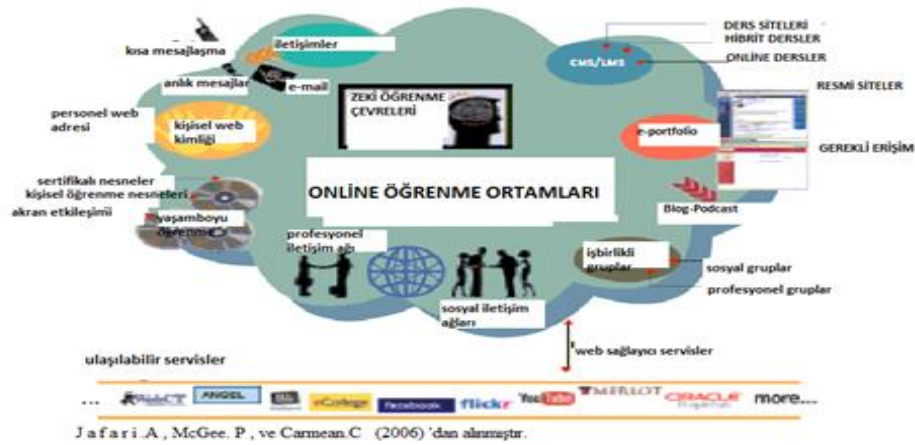 DERS SİTELERİ
HİBRİT DERSLER
ONLİNE DERSLER
iletişimler
kısa mesajlaşma
CMS/LMS
anlık mesajlar
e-mail
ZEKİ ÖĞRENME
ÇEVRELERİ
RESMİ SİTELER
personel web
adresi
kişisel web
kimliği
e-portfolio
GEREKLİ ERİŞİM
sertifikalı nesneler
kişisel öğrenme nesneleri
akran etkileşimi
yaşamboyu
öğrenme
ONLİNE ÖĞRENME ORTAMLARI
Blog-Podcast
profesyonel
iletişim ağı
işbirlikli
gruplar
sosyal gruplar
profesyonel gruplar
sosyal iletişim
ağları
web sağlayıcı servisler
ulaşılabilir servisler
... WebCT ANGEL eCollege facebook flickr YouTube MERLOT ORACLE more...
Jafari.A, McGee. P, ve Carmean.C (2006) 'dan alınmıştır.